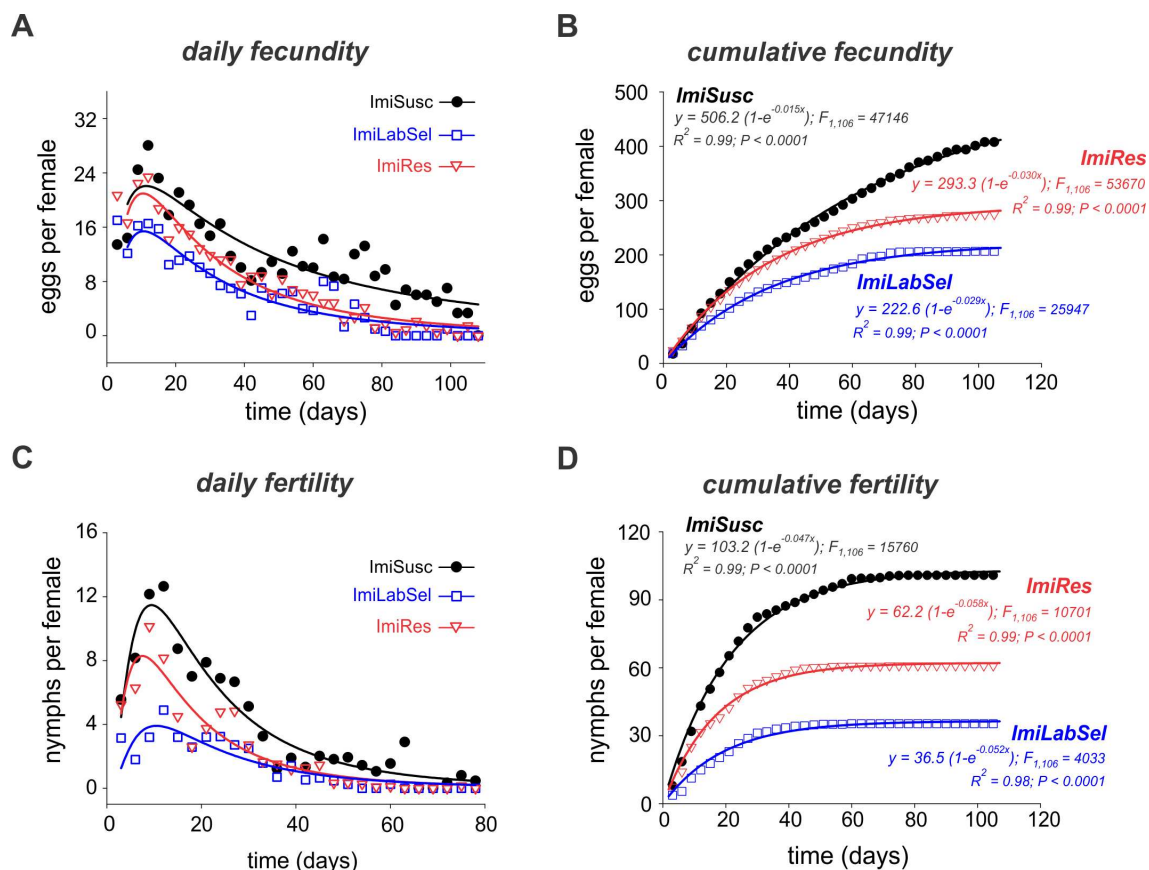 A
daily fecundity
ImiSusc
ImiLabSel
ImiRes
32
24
16
8
0
eggs per female
0 20 40 60 80 100
time (days)
B
cumulative fecundity
ImiSusc
y = 506.2 (1-e^-0.015x); F1,106 = 47146
R² = 0.99; P < 0.0001
ImiRes
y = 293.3 (1-e^-0.030x); F1,106 = 53670
R² = 0.99; P < 0.0001
ImiLabSel
y = 222.6 (1-e^-0.029x); F1,106 = 25947
R² = 0.99; P < 0.0001
500
400
300
200
100
0
eggs per female
0 20 40 60 80 100 120
time (days)
C
daily fertility
ImiSusc
ImiLabSel
ImiRes
16
12
8
4
0
nymphs per female
0 20 40 60 80
time (days)
D
cumulative fertility
ImiSusc
y = 103.2 (1-e^-0.047x); F1,106 = 15760
R² = 0.99; P < 0.0001
ImiRes
y = 62.2 (1-e^-0.058x); F1,106 = 10701
R² = 0.99; P < 0.0001
ImiLabSel
y = 36.5 (1-e^-0.052x); F1,106 = 4033
R² = 0.98; P < 0.0001
120
90
60
30
0
nymphs per female
0 20 40 60 80 100 120
time (days)